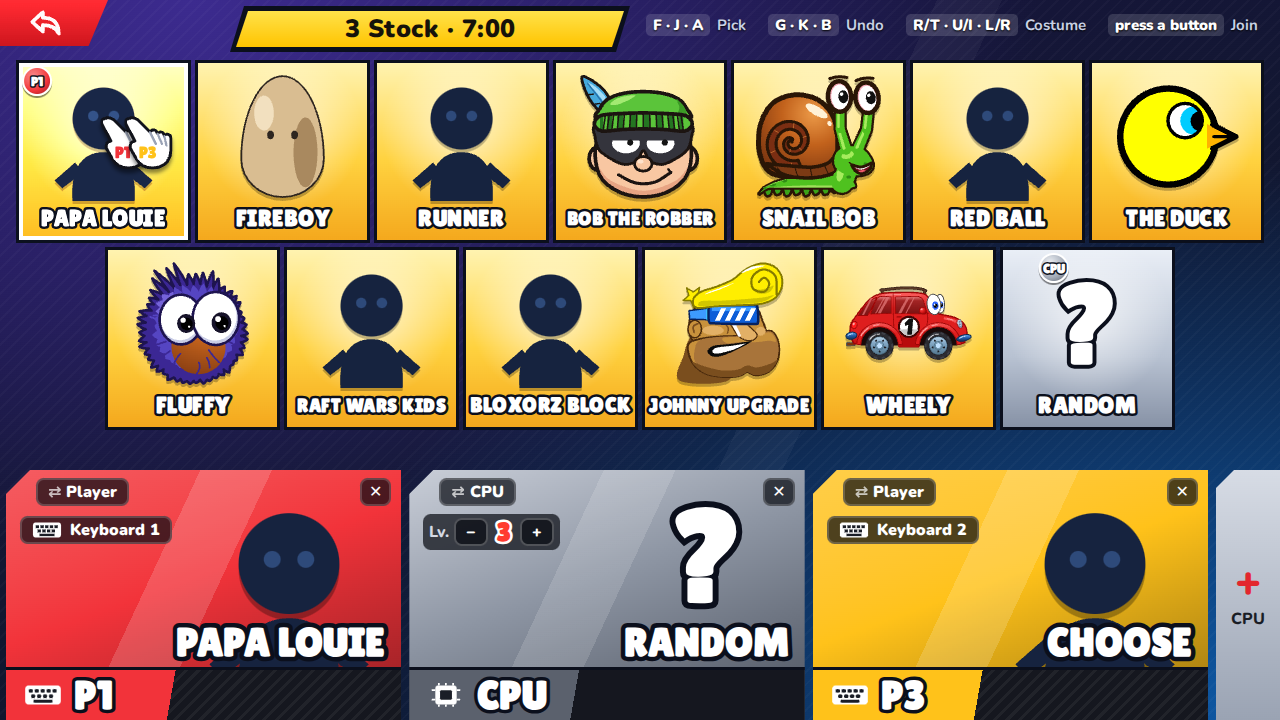 3 Stock · 7:00
F · J · A Pick
G · K · B Undo
R/T · U/I · L/R Costume
press a button Join
P1
P1
P3
PAPA LOUIE
FIREBOY
RUNNER
BOB THE ROBBER
SNAIL BOB
RED BALL
THE DUCK
CPU
1
FLUFFY
RAFT WARS KIDS
BLOXORZ BLOCK
JOHNNY UPGRADE
WHEELY
?
RANDOM
⇄ Player ✕
Keyboard 1
PAPA LOUIE
P1
⇄ CPU ✕
Lv. − 3 +
?
RANDOM
CPU
⇄ Player ✕
Keyboard 2
CHOOSE
P3
+
CPU